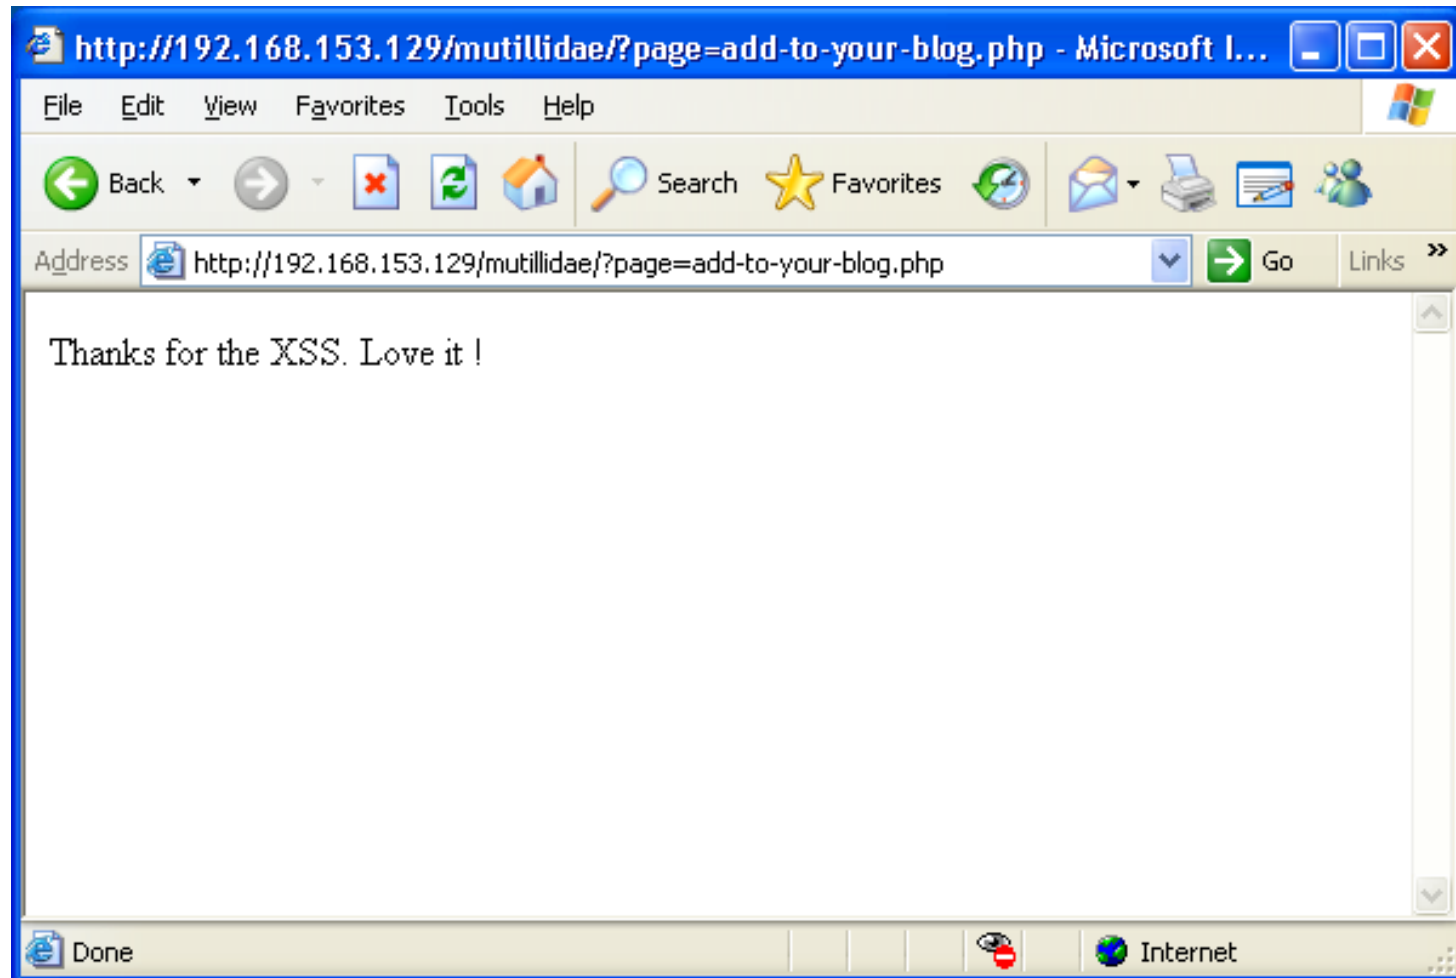 http://192.168.153.129/mutillidae/?page=add-to-your-blog.php - Microsoft I...
File Edit View Favorites Tools Help
Back Search Favorites
Address http://192.168.153.129/mutillidae/?page=add-to-your-blog.php Go Links »
Thanks for the XSS. Love it !
Done Internet